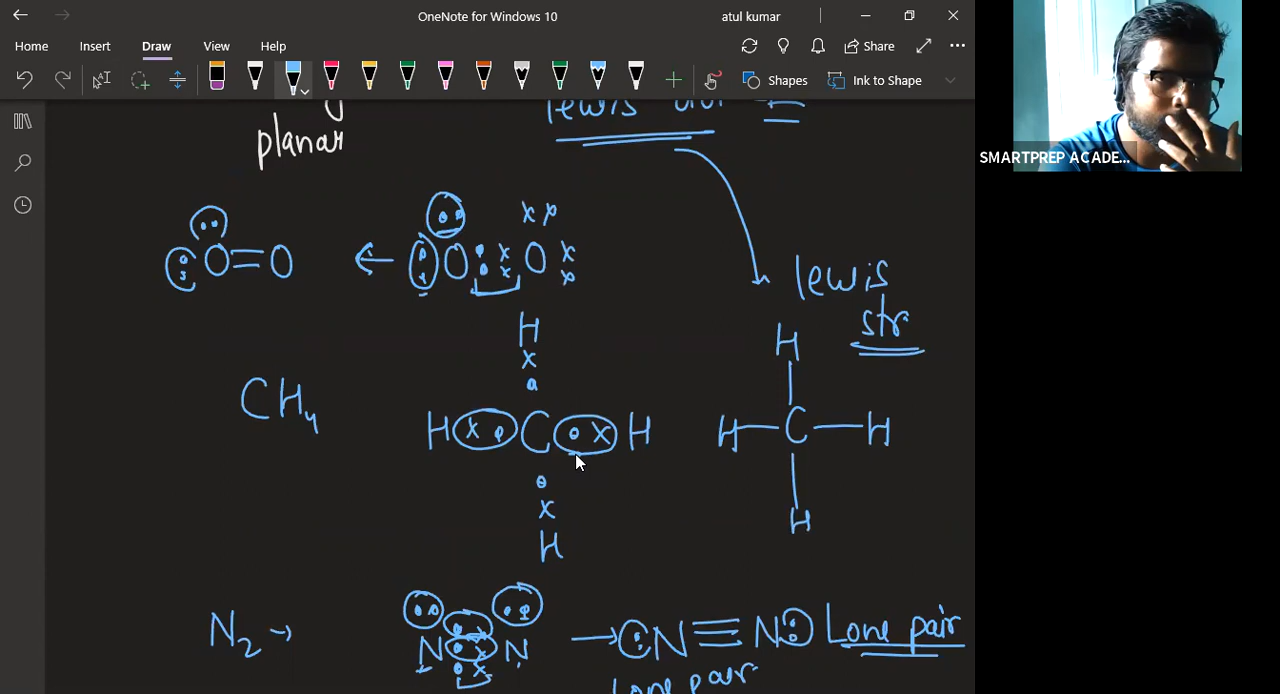 OneNote for Windows 10
atul kumar
Home Insert Draw View Help
Share
Shapes
Ink to Shape
SMARTPREP ACADE...
planar
lewis
O=O
O O
lewis
str
H
x
CH4
H x C x H
x
H
H
H—C—H
H
N2 →
N N
→ N≡N Lone pair
Lone pair